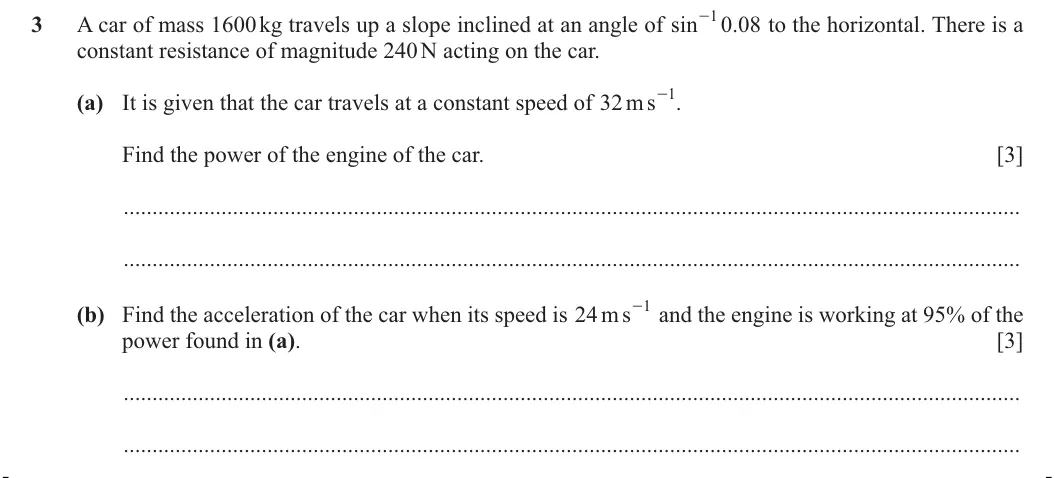 3 A car of mass 1600 kg travels up a slope inclined at an angle of sin⁻¹ 0.08 to the horizontal. There is a
constant resistance of magnitude 240 N acting on the car.
(a) It is given that the car travels at a constant speed of 32 m s⁻¹.
Find the power of the engine of the car. [3]
(b) Find the acceleration of the car when its speed is 24 m s⁻¹ and the engine is working at 95% of the
power found in (a). [3]